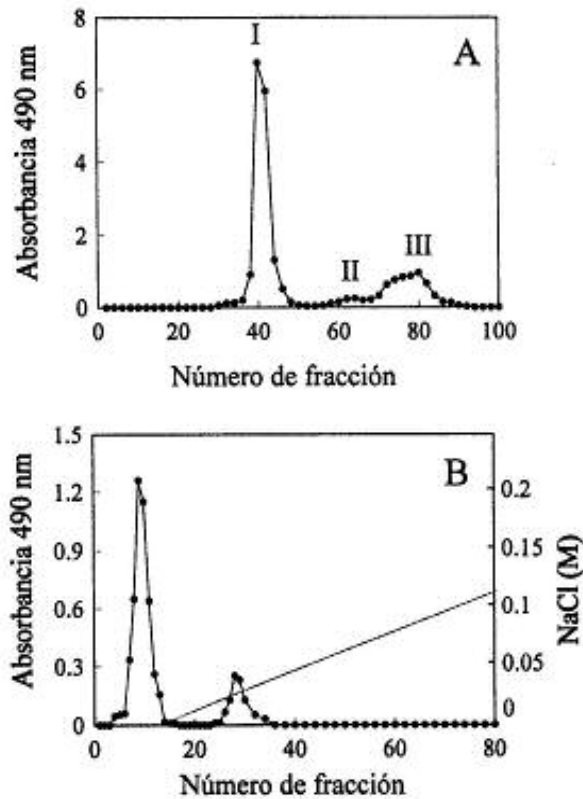 A
I
II
III
8
6
4
2
0
Absorbancia 490 nm
0 20 40 60 80 100
Número de fracción
B
1.5
1.2
0.9
0.6
0.3
0
Absorbancia 490 nm
0.2
0.15
0.1
0.05
0
NaCl (M)
0 20 40 60 80
Número de fracción